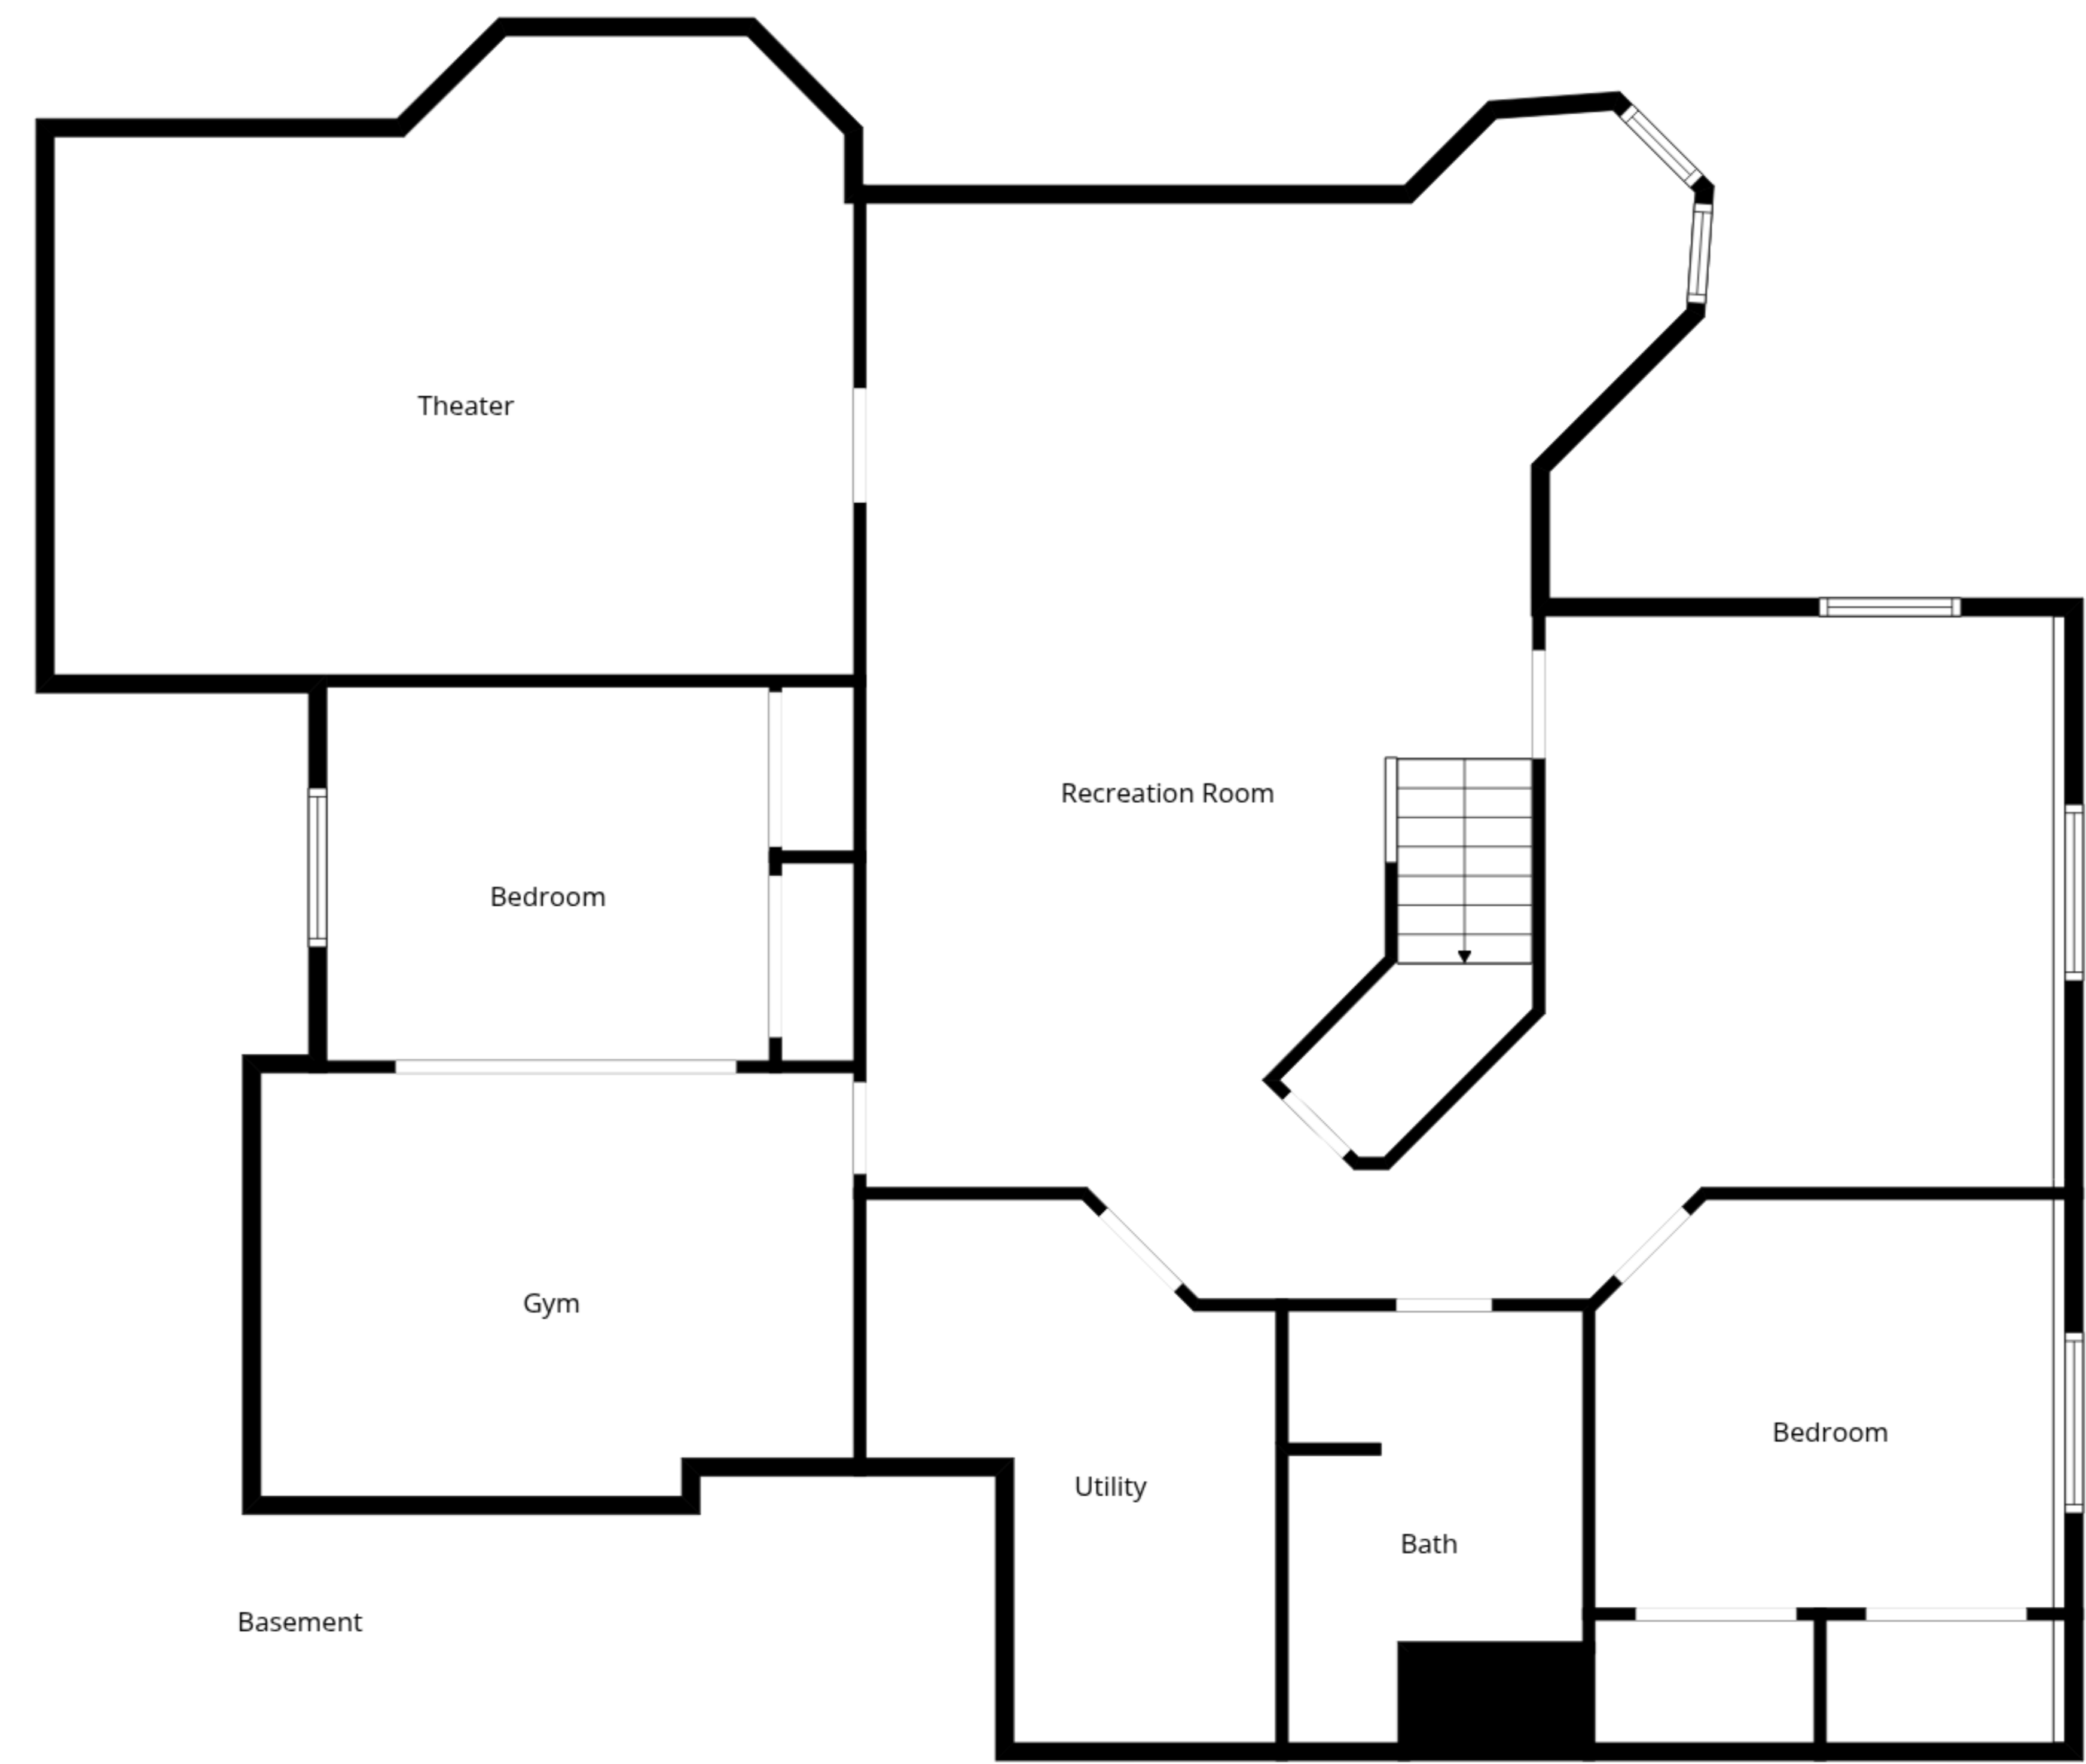 Theater
Recreation Room
Bedroom
Gym
Bedroom
Utility
Bath
Basement